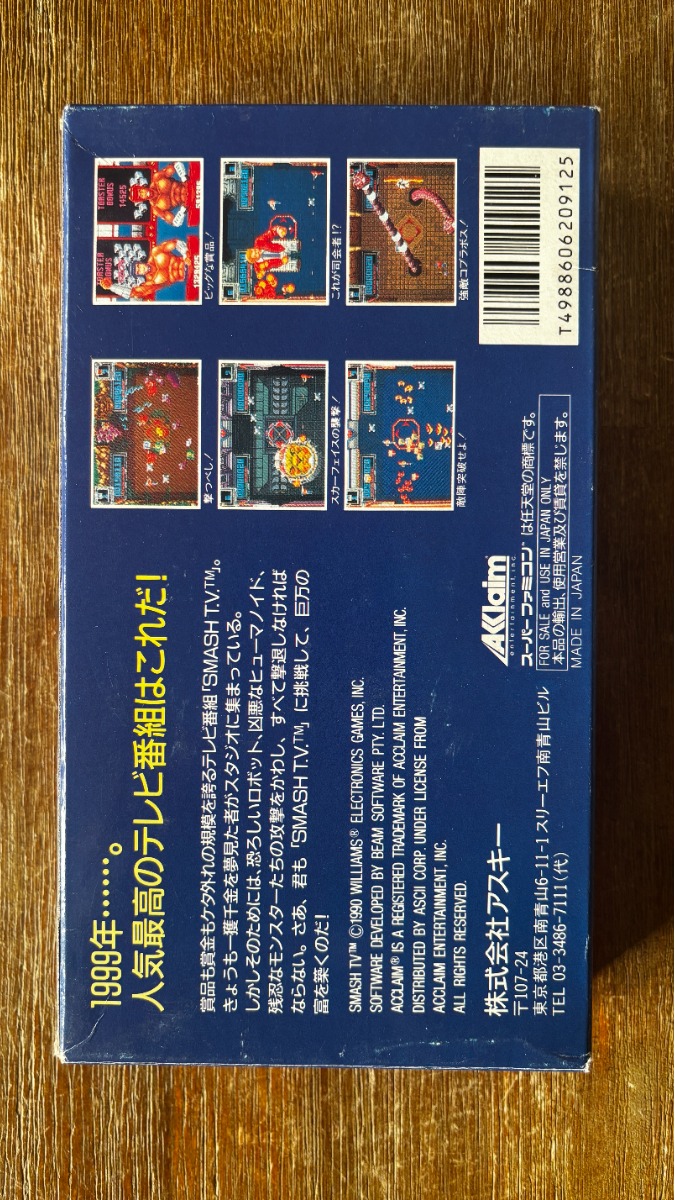 1999年……。
人気最高のテレビ番組はこれだ！
賞品も賞金もケタ外れの規模を誇るテレビ番組「SMASH T.V.™」。
きょうも一獲千金を夢見た者がスタジオに集まっている。
しかしそのためには、恐ろしいロボット、凶悪なヒューマノイド、
残忍なモンスターたちの攻撃をかわし、すべて撃退しなければ
ならない。さあ、君も「SMASH T.V.™」に挑戦して、巨万の
富を築くのだ！
SMASH TV™ ©1990 WILLIAMS® ELECTRONICS GAMES, INC.
SOFTWARE DEVELOPED BY BEAM SOFTWARE PTY. LTD.
ACCLAIM® IS A REGISTERED TRADEMARK OF ACCLAIM ENTERTAINMENT, INC.
DISTRIBUTED BY ASCII CORP. UNDER LICENSE FROM
ACCLAIM ENTERTAINMENT, INC.
ALL RIGHTS RESERVED.
株式会社アスキー
〒107-24
東京都港区南青山6-11-1 スリーエフ南青山ビル
TEL 03-3486-7111(代)
撃つべし！
スカーフェイスの襲撃！
敵陣突破せよ！
TOASTER
BONUS
14525
TOASTER
BONUS
ビッグな賞品！
これが司会者！？
強敵コブラボス！
AKKlaim
entertainment, inc.
スーパーファミコン™は任天堂の商標です。
FOR SALE and USE IN JAPAN ONLY
本品の輸出、使用営業及び賃貸を禁じます。
MADE IN JAPAN
T4988606209125